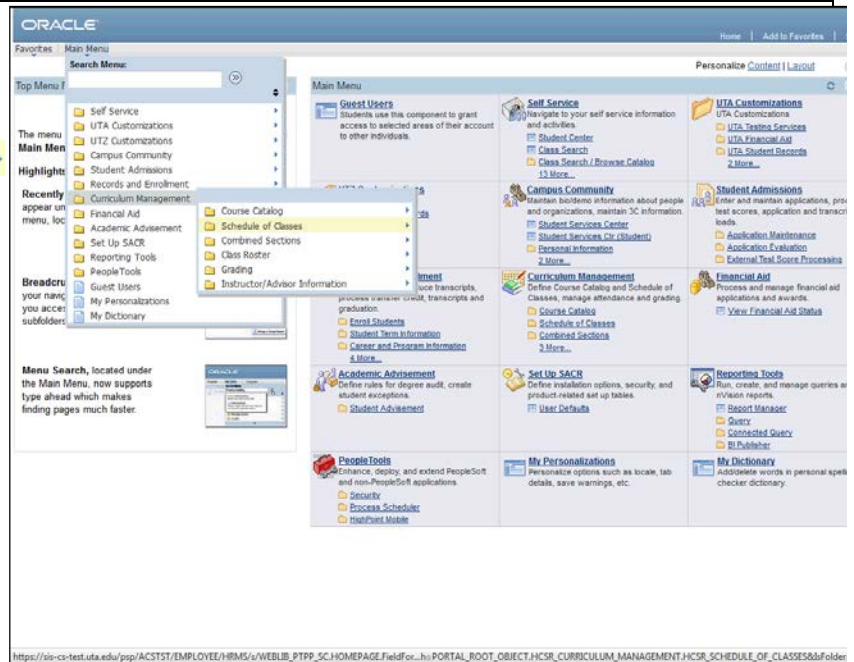 ORACLE
Home | Add to Favorites |
Favorites Main Menu
Search Menu:
Personalize Content | Layout
Top Menu F
Self Service
UTA Customizations
UTZ Customizations
Campus Community
Student Admissions
Records and Enrollment
Curriculum Management
Financial Aid
Academic Advisement
Set Up SACR
Reporting Tools
PeopleTools
Guest Users
My Personalizations
My Dictionary
Course Catalog
Schedule of Classes
Combined Sections
Class Roster
Grading
Instructor/Advisor Information
The menu
Main Men
Highlights
Recently
appear un
menu, loc
Breadcru
your navig
you acces
subfolders
Menu Search, located under
the Main Menu, now supports
type ahead which makes
finding pages much faster.
Main Menu
Guest Users
Students use this component to grant
access to selected areas of their account
to other individuals.
Self Service
Navigate to your self service information
and activities.
Student Center
Class Search
Class Search / Browse Catalog
13 More...
UTA Customizations
UTA Customizations
UTA Testing Services
UTA Financial Aid
UTA Student Records
2 More...
Campus Community
Maintain bio/demo information about people
and organizations, maintain 3C information.
Student Services Center
Student Services Ctr (Student)
Personal Information
2 More...
Student Admissions
Enter and maintain applications, pro
test scores, application and transcri
loads.
Application Maintenance
Application Evaluation
External Test Score Processing
process transfer credit, transcripts and
graduation.
Enroll Students
Student Term Information
Career and Program Information
4 More...
Curriculum Management
Define Course Catalog and Schedule of
Classes, manage attendance and grading.
Course Catalog
Schedule of Classes
Combined Sections
3 More...
Financial Aid
Process and manage financial aid
applications and awards.
View Financial Aid Status
Academic Advisement
Define rules for degree audit, create
student exceptions.
Student Advisement
Set Up SACR
Define installation options, security, and
product-related set up tables.
User Defaults
Reporting Tools
Run, create, and manage queries an
nVision reports.
Report Manager
Query
Connected Query
BI Publisher
PeopleTools
Enhance, deploy, and extend PeopleSoft
and non-PeopleSoft applications.
Security
Process Scheduler
HighPoint Mobile
My Personalizations
Personalize options such as locale, tab
details, save warnings, etc.
My Dictionary
Add/delete words in personal spell
checker dictionary.
https://sis-cs-test.uta.edu/psp/ACSTST/EMPLOYEE/HRMS/s/WEBLIB_PTPP_SC.HOMEPAGE.FieldFor...h=PORTAL_ROOT_OBJECT.HCSR_CURRICULUM_MANAGEMENT.HCSR_SCHEDULE_OF_CLASSES&IsFolder